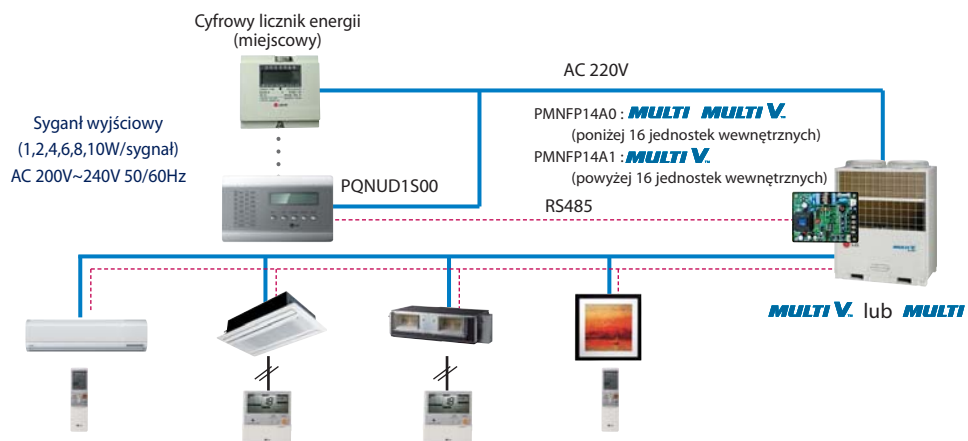 Cyfrowy licznik energii
(miejscowy)
AC 220V
PMNFP14A0 : MULTI MULTI V.
(poniżej 16 jednostek wewnętrznych)
PMNFP14A1 : MULTI V.
(powyżej 16 jednostek wewnętrznych)
Syganł wyjściowy
(1,2,4,6,8,10W/sygnał)
AC 200V~240V 50/60Hz
PQNUD1S00
RS485
MULTI V.
MULTI V. lub MULTI